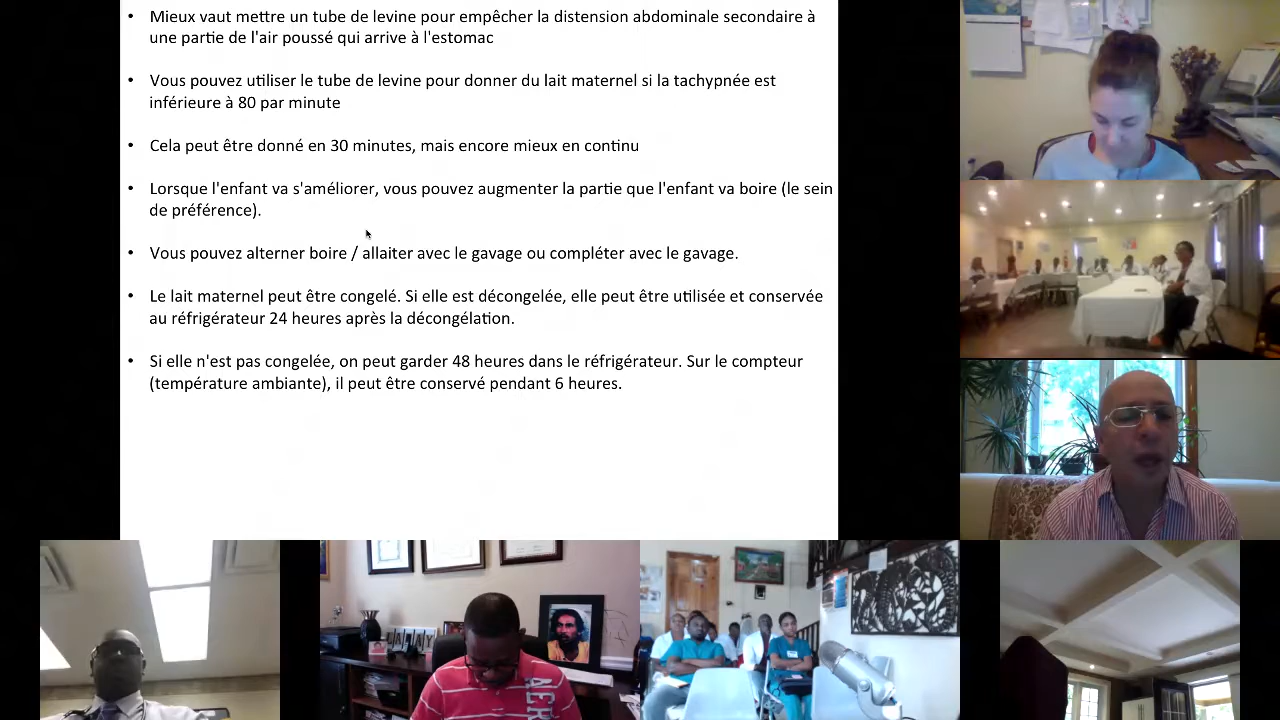 • Mieux vaut mettre un tube de levine pour empêcher la distension abdominale secondaire à
une partie de l'air poussé qui arrive à l'estomac
• Vous pouvez utiliser le tube de levine pour donner du lait maternel si la tachypnée est
inférieure à 80 par minute
• Cela peut être donné en 30 minutes, mais encore mieux en continu
• Lorsque l'enfant va s'améliorer, vous pouvez augmenter la partie que l'enfant va boire (le sein
de préférence).
• Vous pouvez alterner boire / allaiter avec le gavage ou compléter avec le gavage.
• Le lait maternel peut être congelé. Si elle est décongelée, elle peut être utilisée et conservée
au réfrigérateur 24 heures après la décongélation.
• Si elle n'est pas congelée, on peut garder 48 heures dans le réfrigérateur. Sur le compteur
(température ambiante), il peut être conservé pendant 6 heures.